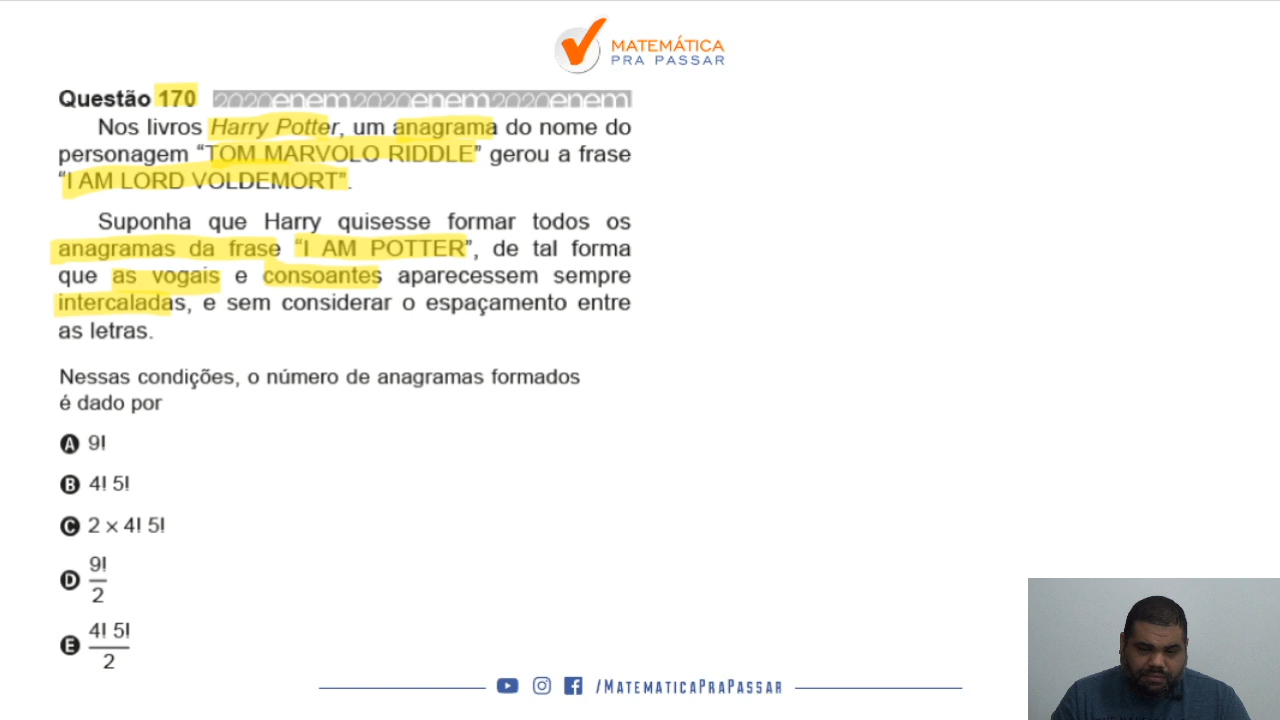 MATEMÁTICA
PRA PASSAR
Questão 170 2020enem2020enem2020enem
Nos livros Harry Potter, um anagrama do nome do
personagem “TOM MARVOLO RIDDLE” gerou a frase
“I AM LORD VOLDEMORT”.
Suponha que Harry quisesse formar todos os
anagramas da frase “I AM POTTER”, de tal forma
que as vogais e consoantes aparecessem sempre
intercaladas, e sem considerar o espaçamento entre
as letras.
Nessas condições, o número de anagramas formados
é dado por
A 9!
B 4! 5!
C 2 × 4! 5!
D 9!
2
E 4! 5!
2
/MATEMATICAPRAPASSAR